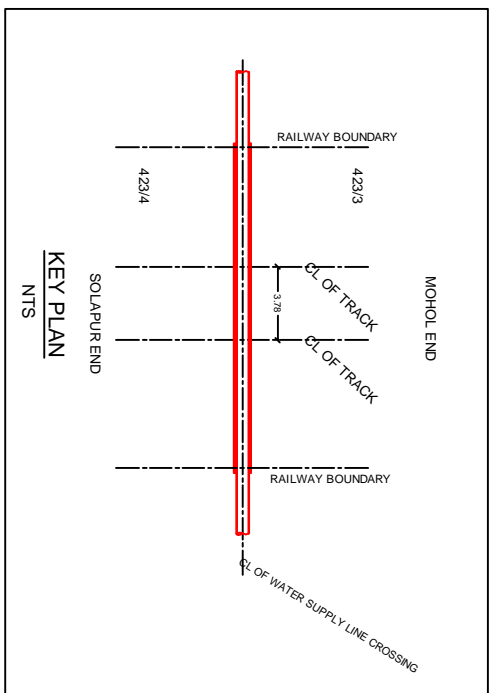 RAILWAY BOUNDARY
423/4
423/3
MOHOL END
CL OF TRACK
3.78
CL OF TRACK
SOLAPUR END
KEY PLAN
NTS
RAILWAY BOUNDARY
CL OF WATER SUPPLY LINE CROSSING